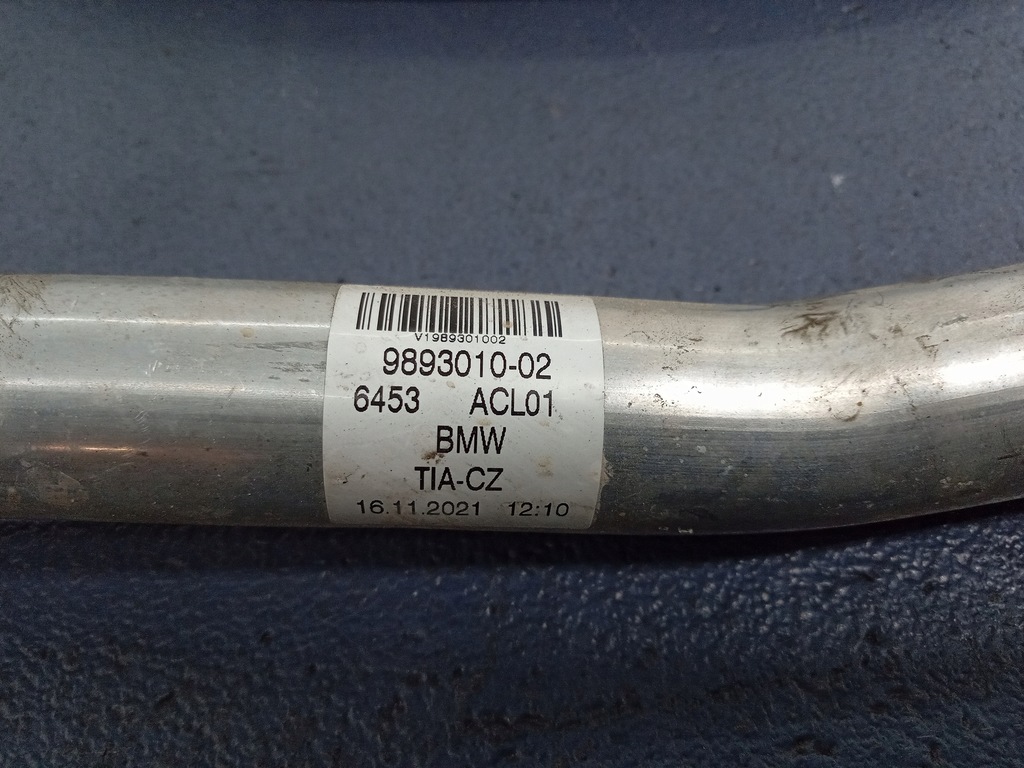 V1989301002
9893010-02
6453 ACL01
BMW
TIA-CZ
16.11.2021 12:10